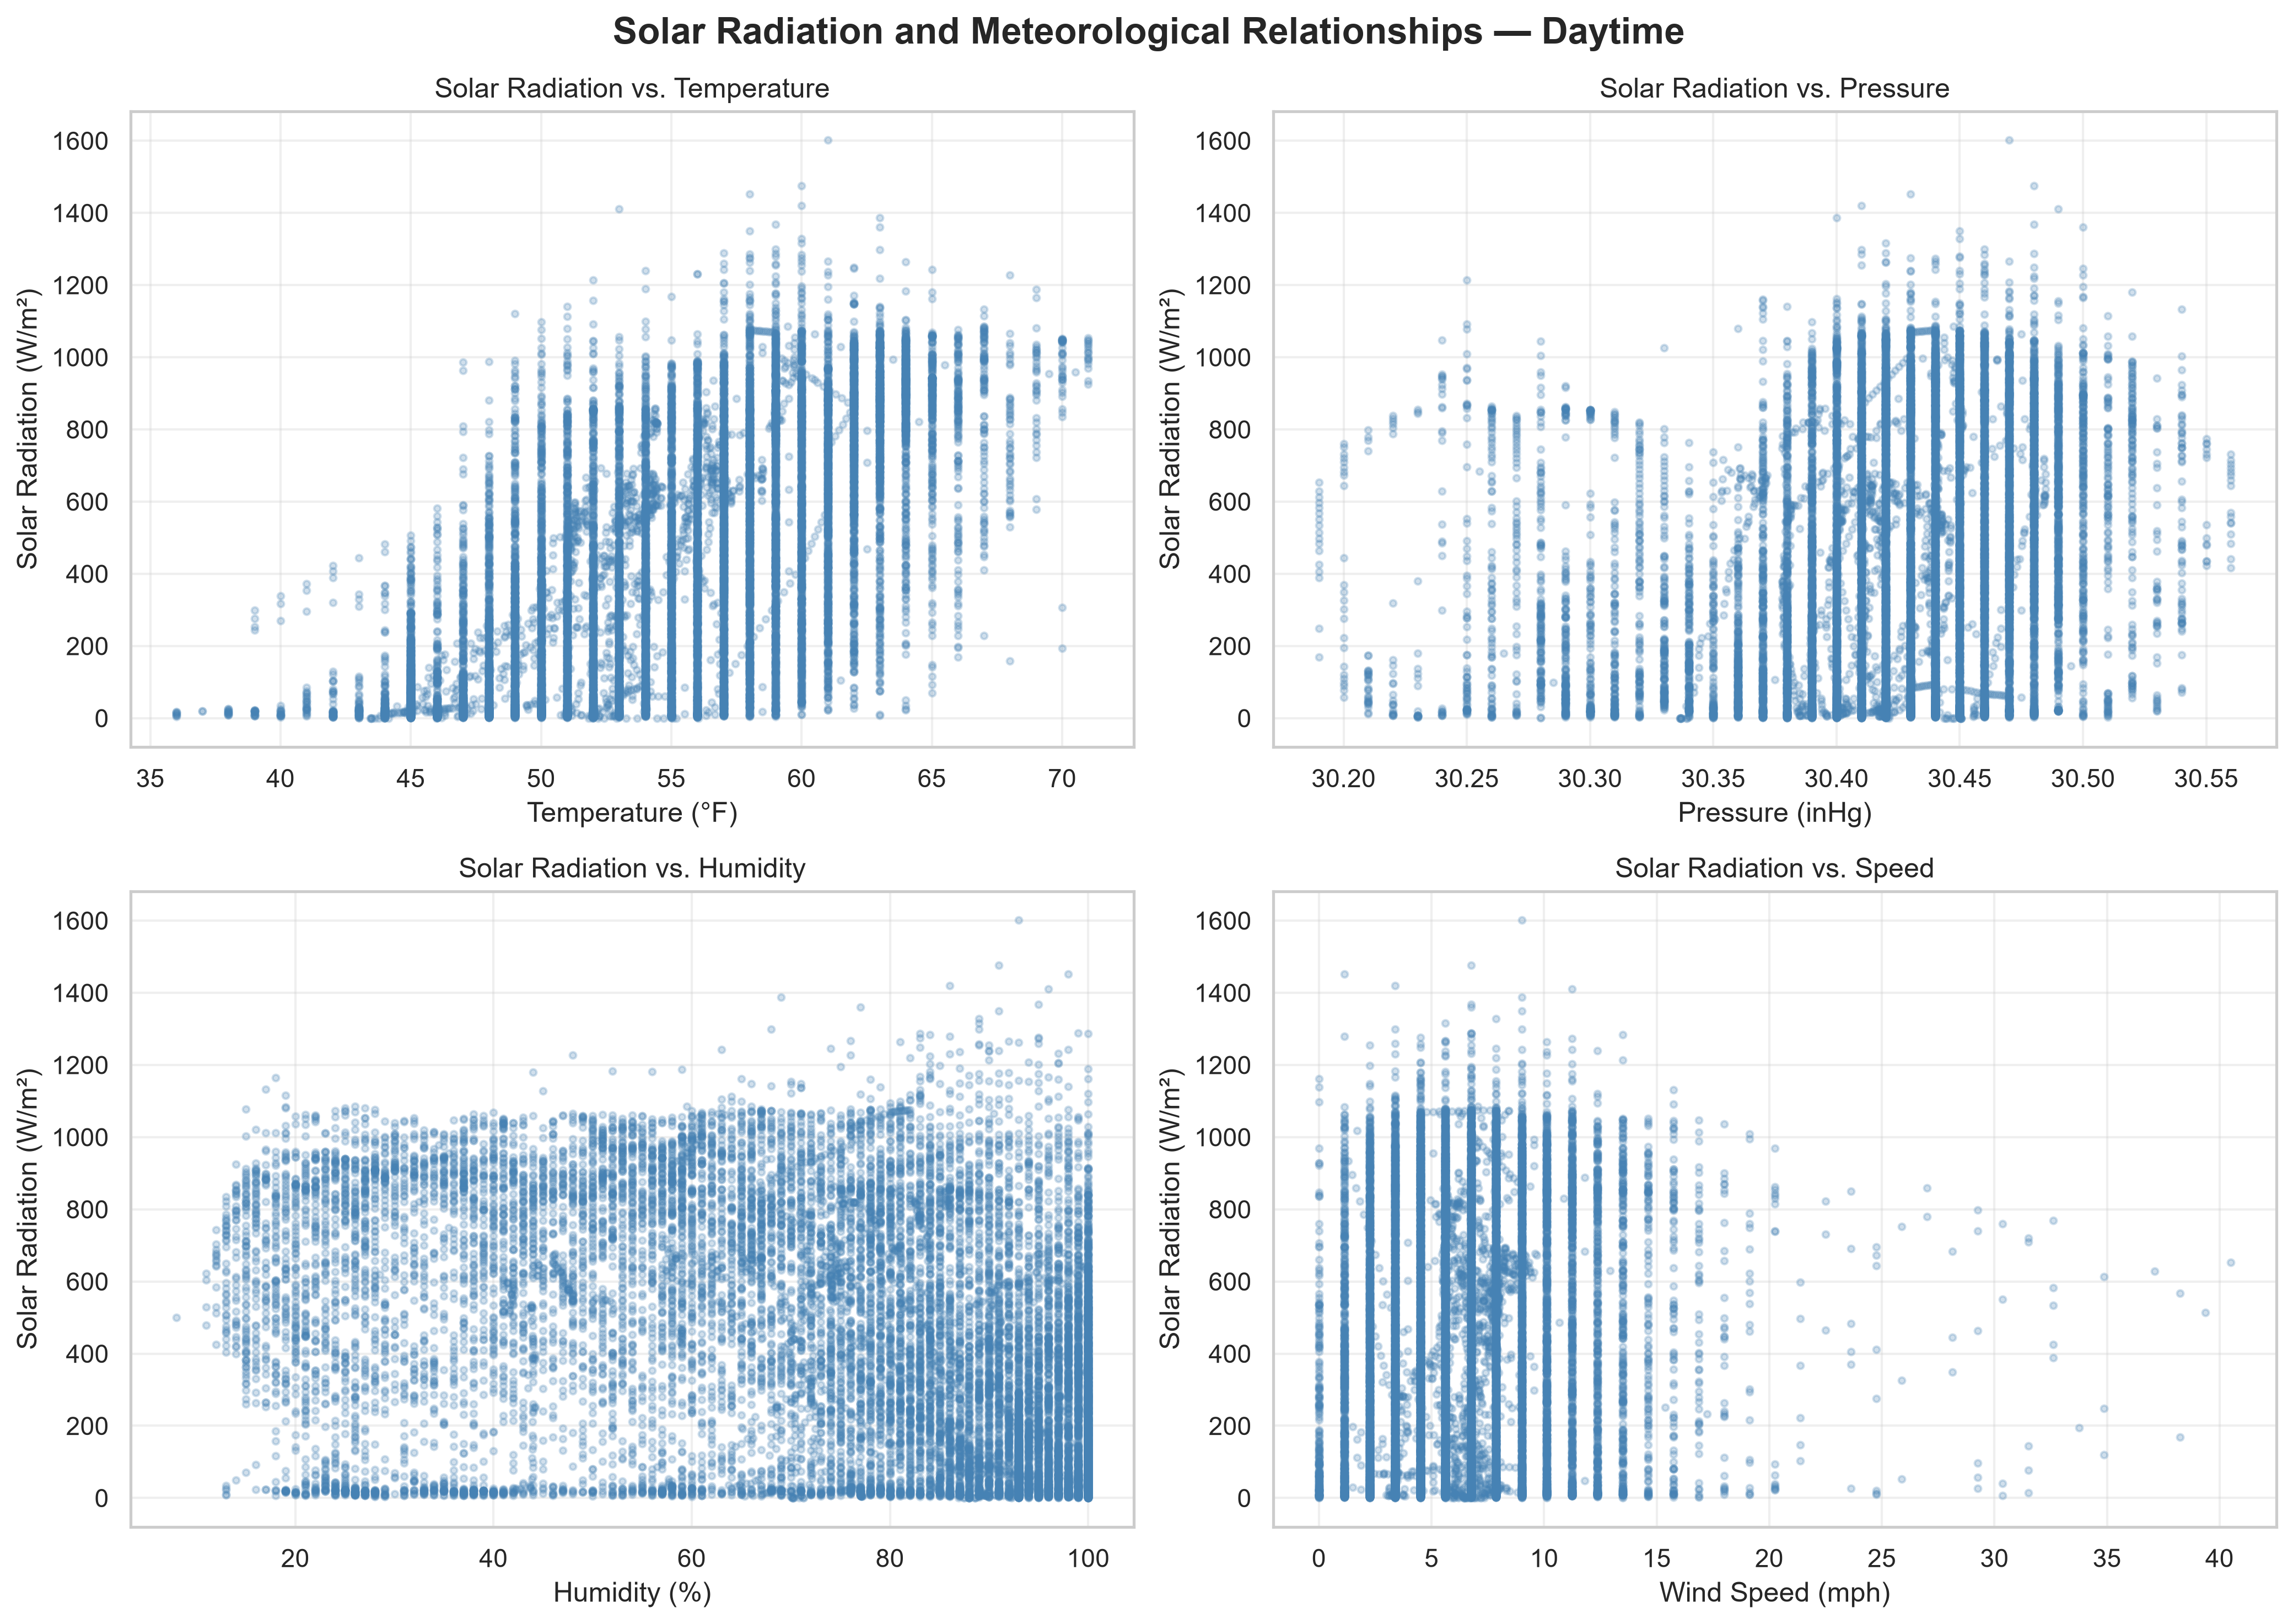 Solar Radiation and Meteorological Relationships — Daytime
Solar Radiation vs. Temperature
Solar Radiation (W/m²)
1600
1400
1200
1000
800
600
400
200
0
35 40 45 50 55 60 65 70
Temperature (°F)
Solar Radiation vs. Pressure
Solar Radiation (W/m²)
1600
1400
1200
1000
800
600
400
200
0
30.20 30.25 30.30 30.35 30.40 30.45 30.50 30.55
Pressure (inHg)
Solar Radiation vs. Humidity
Solar Radiation (W/m²)
1600
1400
1200
1000
800
600
400
200
0
20 40 60 80 100
Humidity (%)
Solar Radiation vs. Speed
Solar Radiation (W/m²)
1600
1400
1200
1000
800
600
400
200
0
0 5 10 15 20 25 30 35 40
Wind Speed (mph)